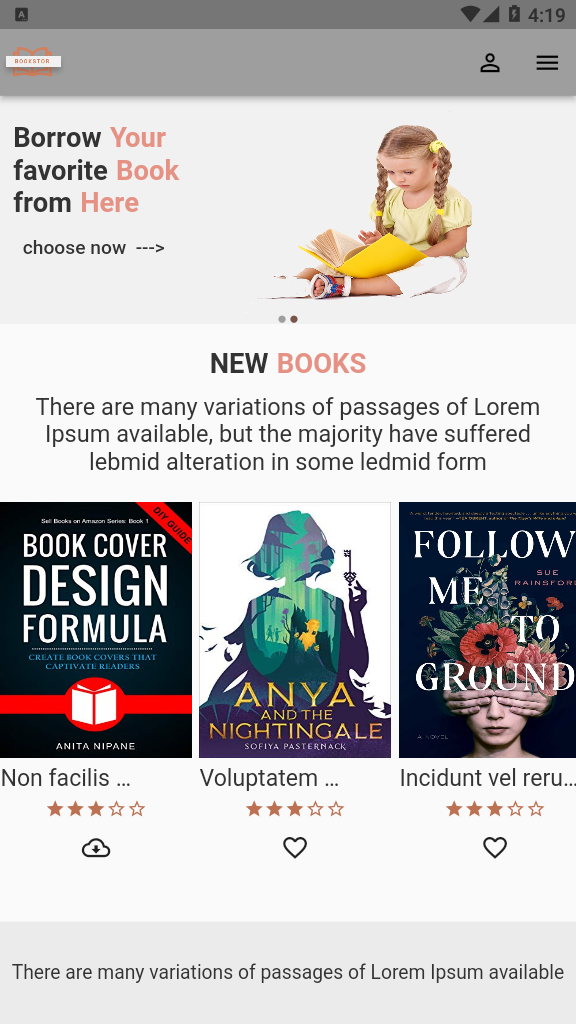 4:19
BOOKSTOR
Borrow Your
favorite Book
from Here
choose now --->
NEW BOOKS
There are many variations of passages of Lorem
Ipsum available, but the majority have suffered
lebmid alteration in some ledmid form
Sell Books on Amazon Series: Book 1
DIY GUIDE
BOOK COVER
DESIGN
FORMULA
CREATE BOOK COVERS THAT
CAPTIVATE READERS
ANITA NIPANE
ANYA
AND THE
NIGHTINGALE
SOFIYA PASTERNACK
FOLLOW
ME
SUE
RAINSFORD
TO
GROUND
A NOVEL
Non facilis ...
Voluptatem ...
Incidunt vel reru...
There are many variations of passages of Lorem Ipsum available